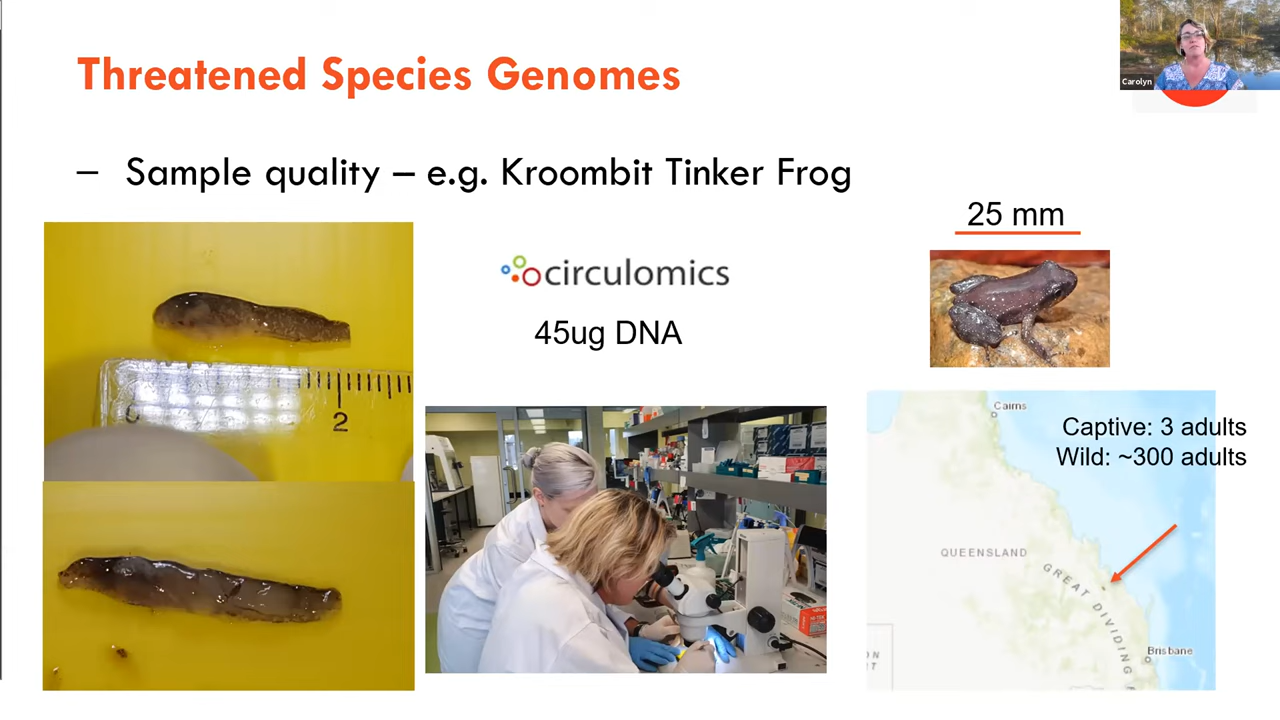 Threatened Species Genomes
Carolyn
– Sample quality – e.g. Kroombit Tinker Frog
25 mm
circulomics
45ug DNA
2
Cairns
Captive: 3 adults
Wild: ~300 adults
QUEENSLAND
GREAT DIVIDING
Brisbane